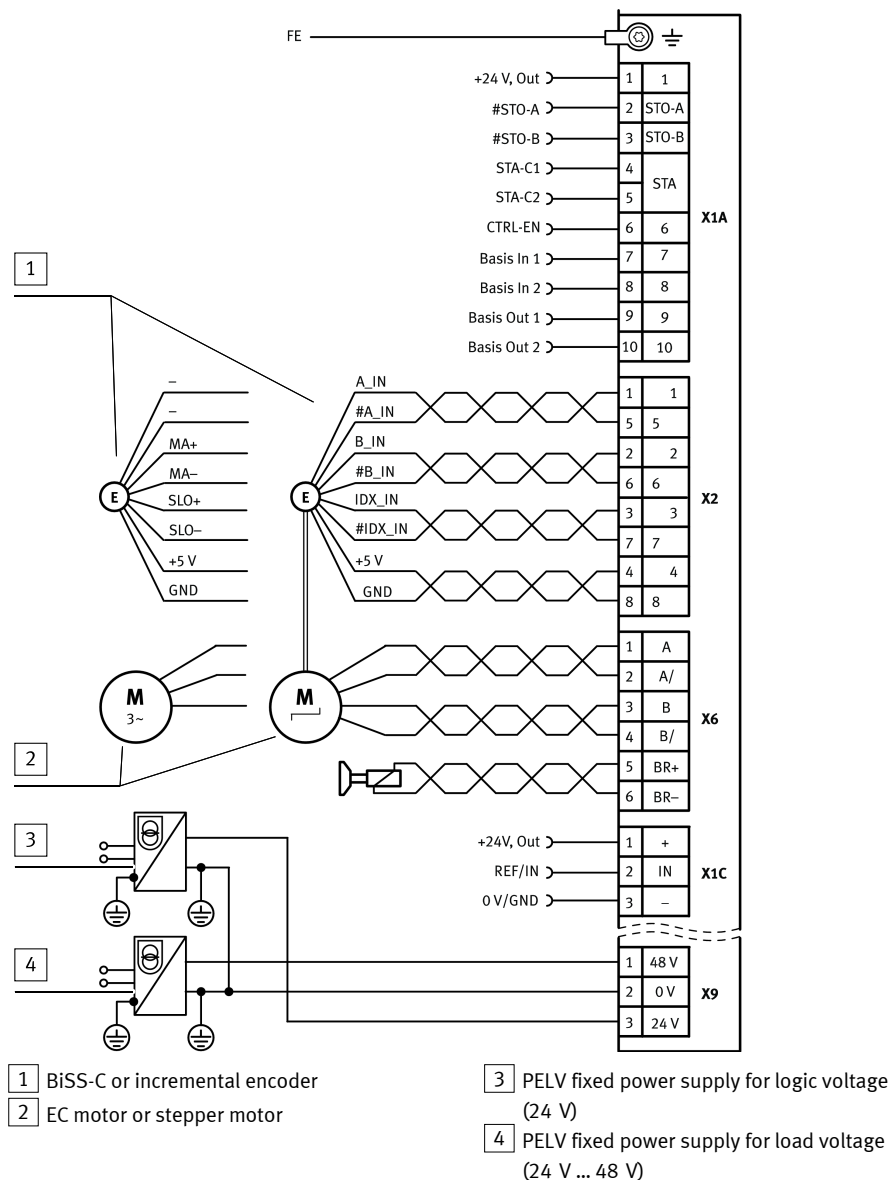 FE
+24 V, Out 1 1
#STO-A 2 STO-A
#STO-B 3 STO-B
STA-C1 4
STA
STA-C2 5
X1A
CTRL-EN 6 6
Basis In 1 7 7
Basis In 2 8 8
Basis Out 1 9 9
Basis Out 2 10 10
1
– A_IN 1 1
– #A_IN 5 5
MA+ B_IN 2 2
MA– #B_IN 6 6
E E X2
SLO+ IDX_IN 3 3
SLO– #IDX_IN 7 7
+5 V +5 V 4 4
GND GND 8 8
1 A
2 A/
M 3~ M 3 B
X6
4 B/
2
5 BR+
6 BR–
3
+24V, Out 1 +
REF/IN 2 IN X1C
0 V/GND 3 –
4
1 48 V
2 0 V X9
3 24 V
1 BiSS-C or incremental encoder
2 EC motor or stepper motor
3 PELV fixed power supply for logic voltage
(24 V)
4 PELV fixed power supply for load voltage
(24 V ... 48 V)